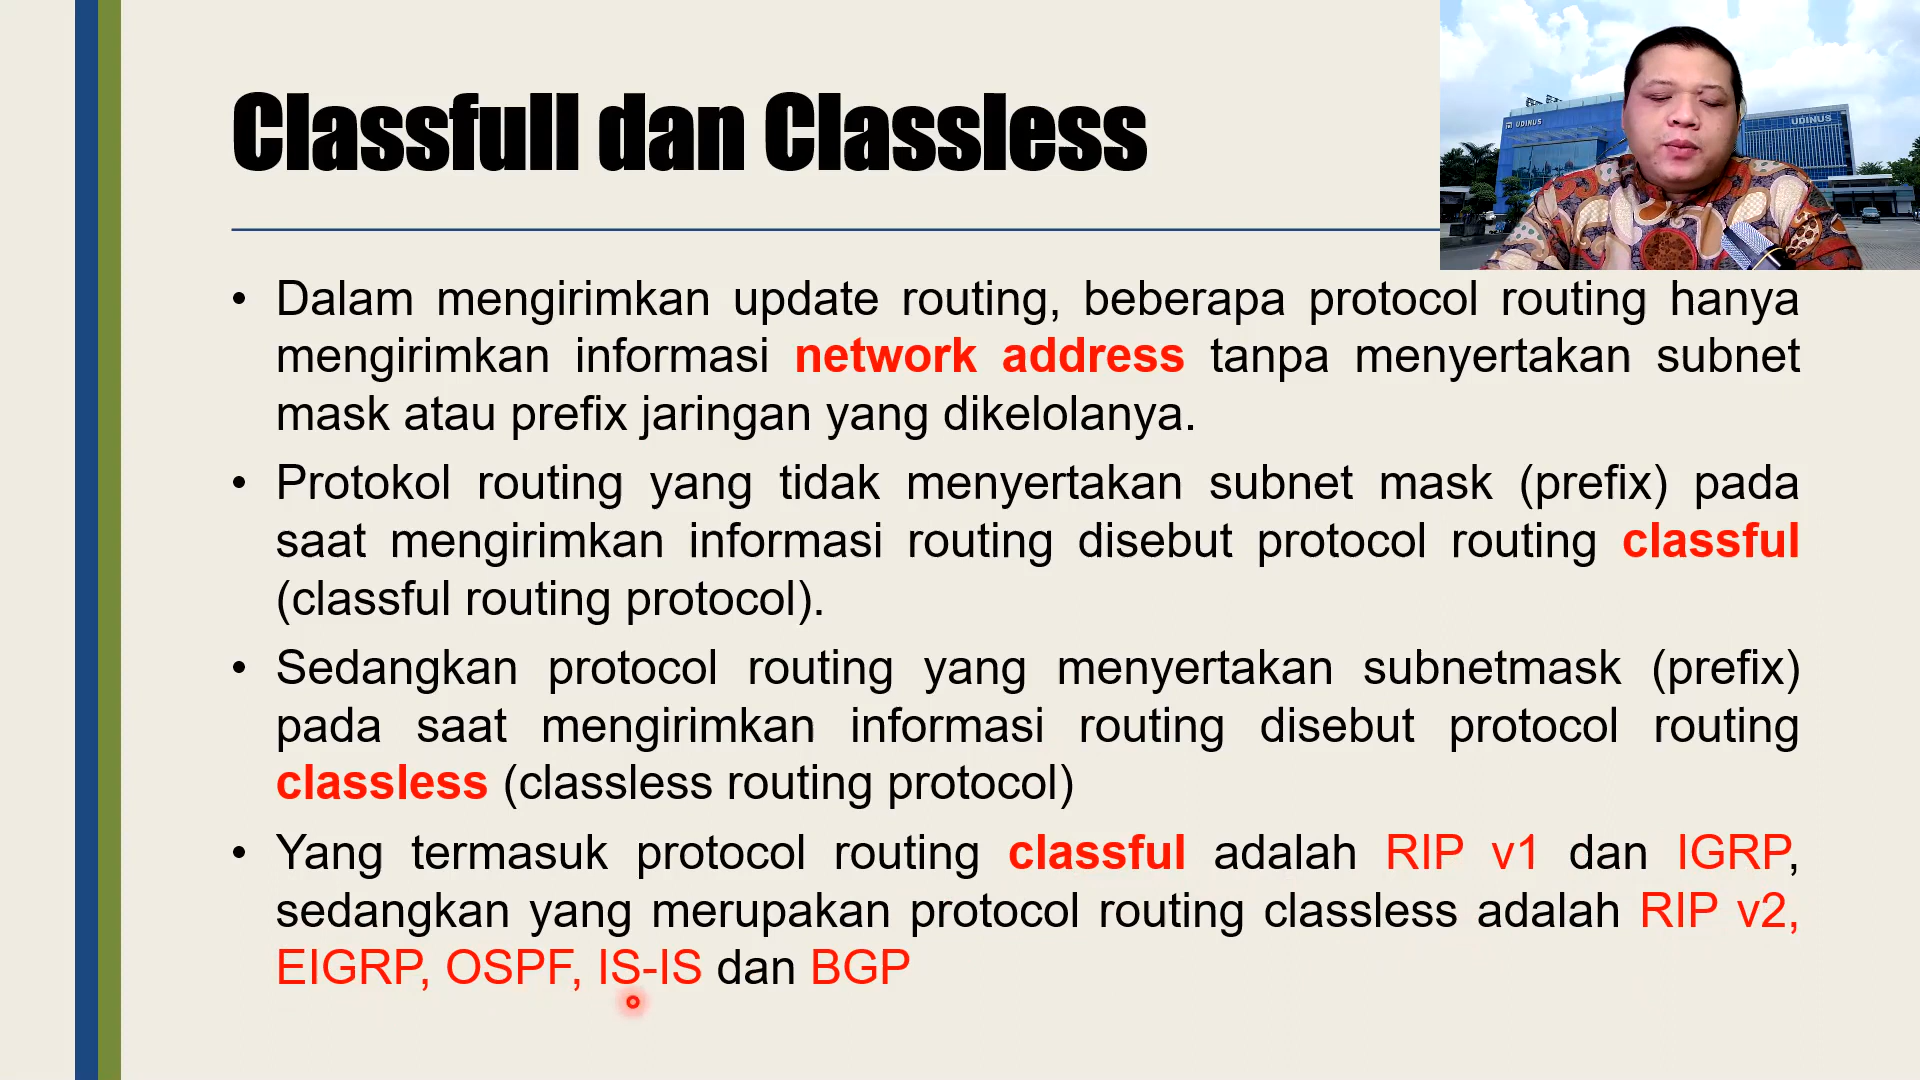 Classfull dan Classless
UDINUS
UDINUS
• Dalam mengirimkan update routing, beberapa protocol routing hanya
mengirimkan informasi network address tanpa menyertakan subnet
mask atau prefix jaringan yang dikelolanya.
• Protokol routing yang tidak menyertakan subnet mask (prefix) pada
saat mengirimkan informasi routing disebut protocol routing classful
(classful routing protocol).
• Sedangkan protocol routing yang menyertakan subnetmask (prefix)
pada saat mengirimkan informasi routing disebut protocol routing
classless (classless routing protocol)
• Yang termasuk protocol routing classful adalah RIP v1 dan IGRP,
sedangkan yang merupakan protocol routing classless adalah RIP v2,
EIGRP, OSPF, IS-IS dan BGP